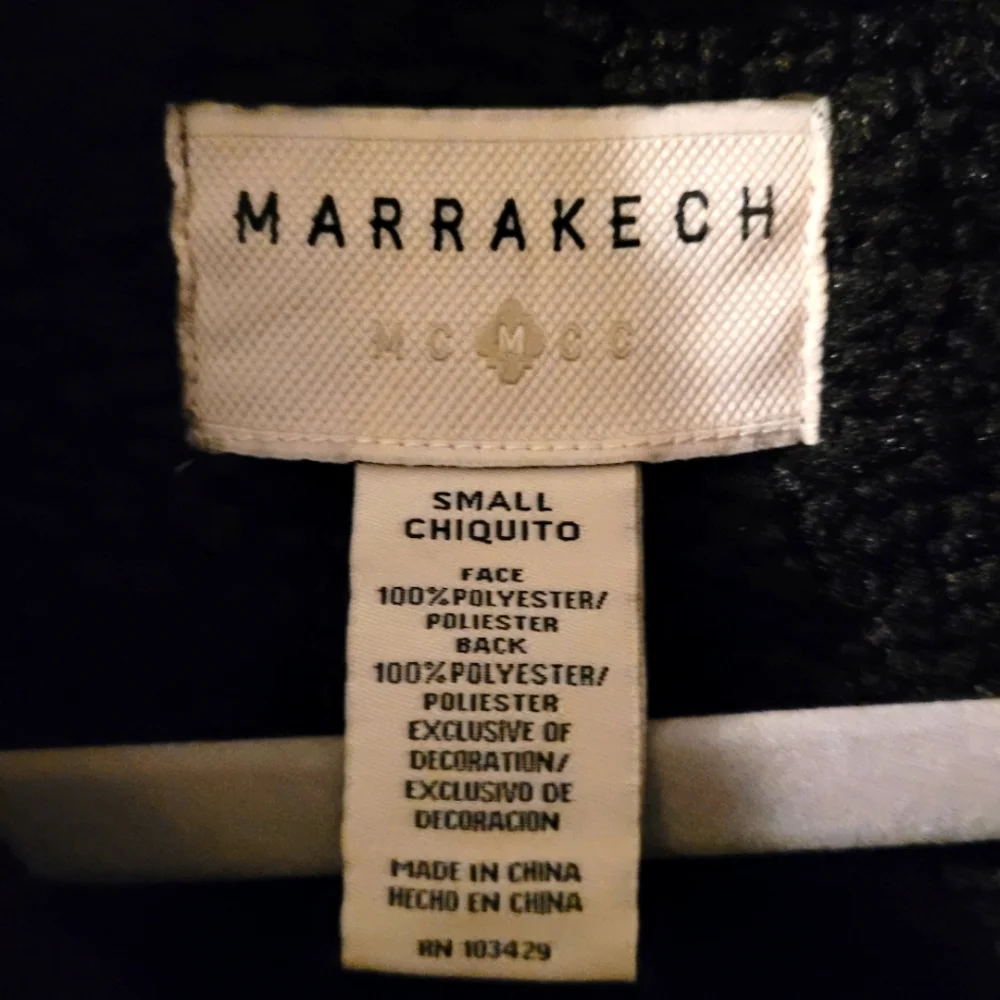 MARRAKECH
MC M CC
SMALL
CHIQUITO
FACE
100%POLYESTER/
POLIESTER
BACK
100%POLYESTER/
POLIESTER
EXCLUSIVE OF
DECORATION/
EXCLUSIVO DE
DECORACION
MADE IN CHINA
HECHO EN CHINA
RN 103429